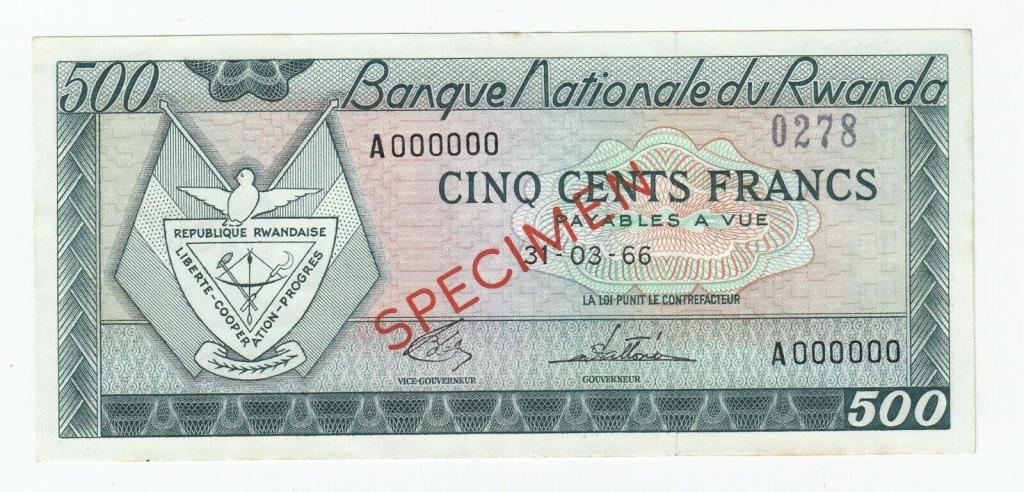 500
Banque Nationale du Rwanda
A000000
0278
CINQ CENTS FRANCS
PAYABLES A VUE
31-03-66
SPECIMEN
LA LOI PUNIT LE CONTREFACTEUR
REPUBLIQUE RWANDAISE
LIBERTE-COOPERATION-PROGRES
VICE-GOUVERNEUR
GOUVERNEUR
A000000
500